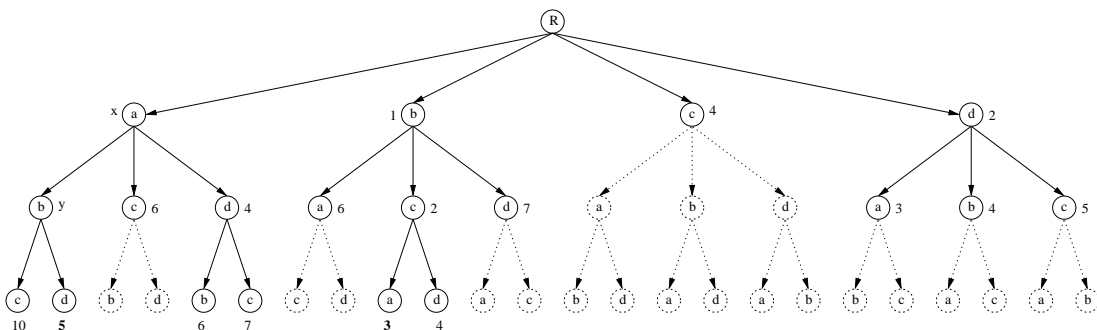 R
x a 1 b c 4 d 2
b y c 6 d 4 a 6 c 2 d 7 a b d a 3 b 4 c 5
c d b d b c c d a d a c b d a d a b b c a c a b
10 5 6 7 3 4